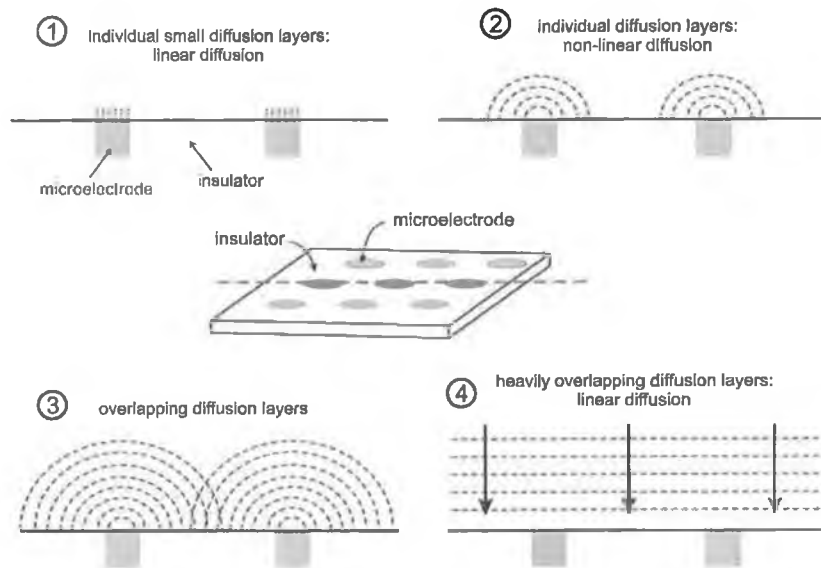 1
individual small diffusion layers:
linear diffusion
microelectrode
insulator
2
individual diffusion layers:
non-linear diffusion
insulator
microelectrode
3
overlapping diffusion layers
4
heavily overlapping diffusion layers:
linear diffusion